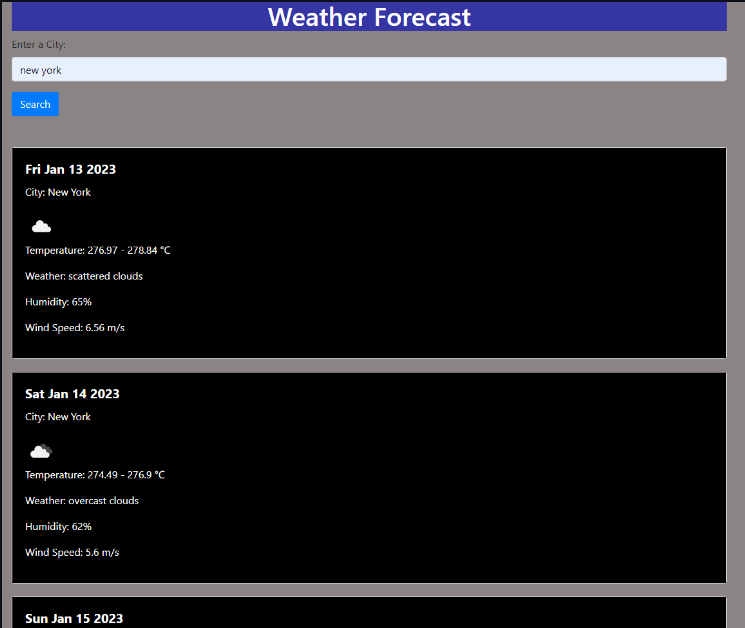 Weather Forecast
Enter a City:
new york
Search
Fri Jan 13 2023
City: New York
Temperature: 276.97 - 278.84 °C
Weather: scattered clouds
Humidity: 65%
Wind Speed: 6.56 m/s
Sat Jan 14 2023
City: New York
Temperature: 274.49 - 276.9 °C
Weather: overcast clouds
Humidity: 62%
Wind Speed: 5.6 m/s
Sun Jan 15 2023